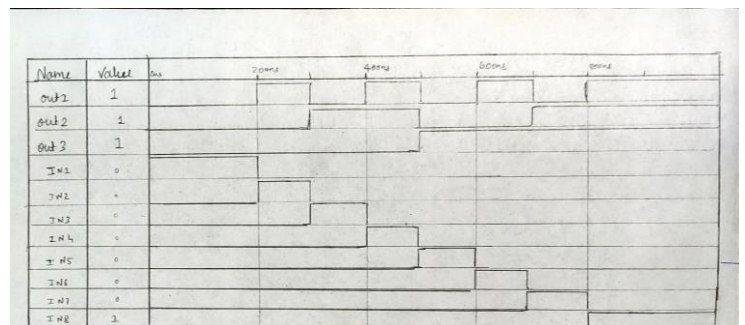 Name Value 0ns 200ns 400ns 600ns 800ns
out1 1
out2 1
out3 1
IN1 0
IN2 0
IN3 0
IN4 0
IN5 0
IN6 0
IN7 0
IN8 1